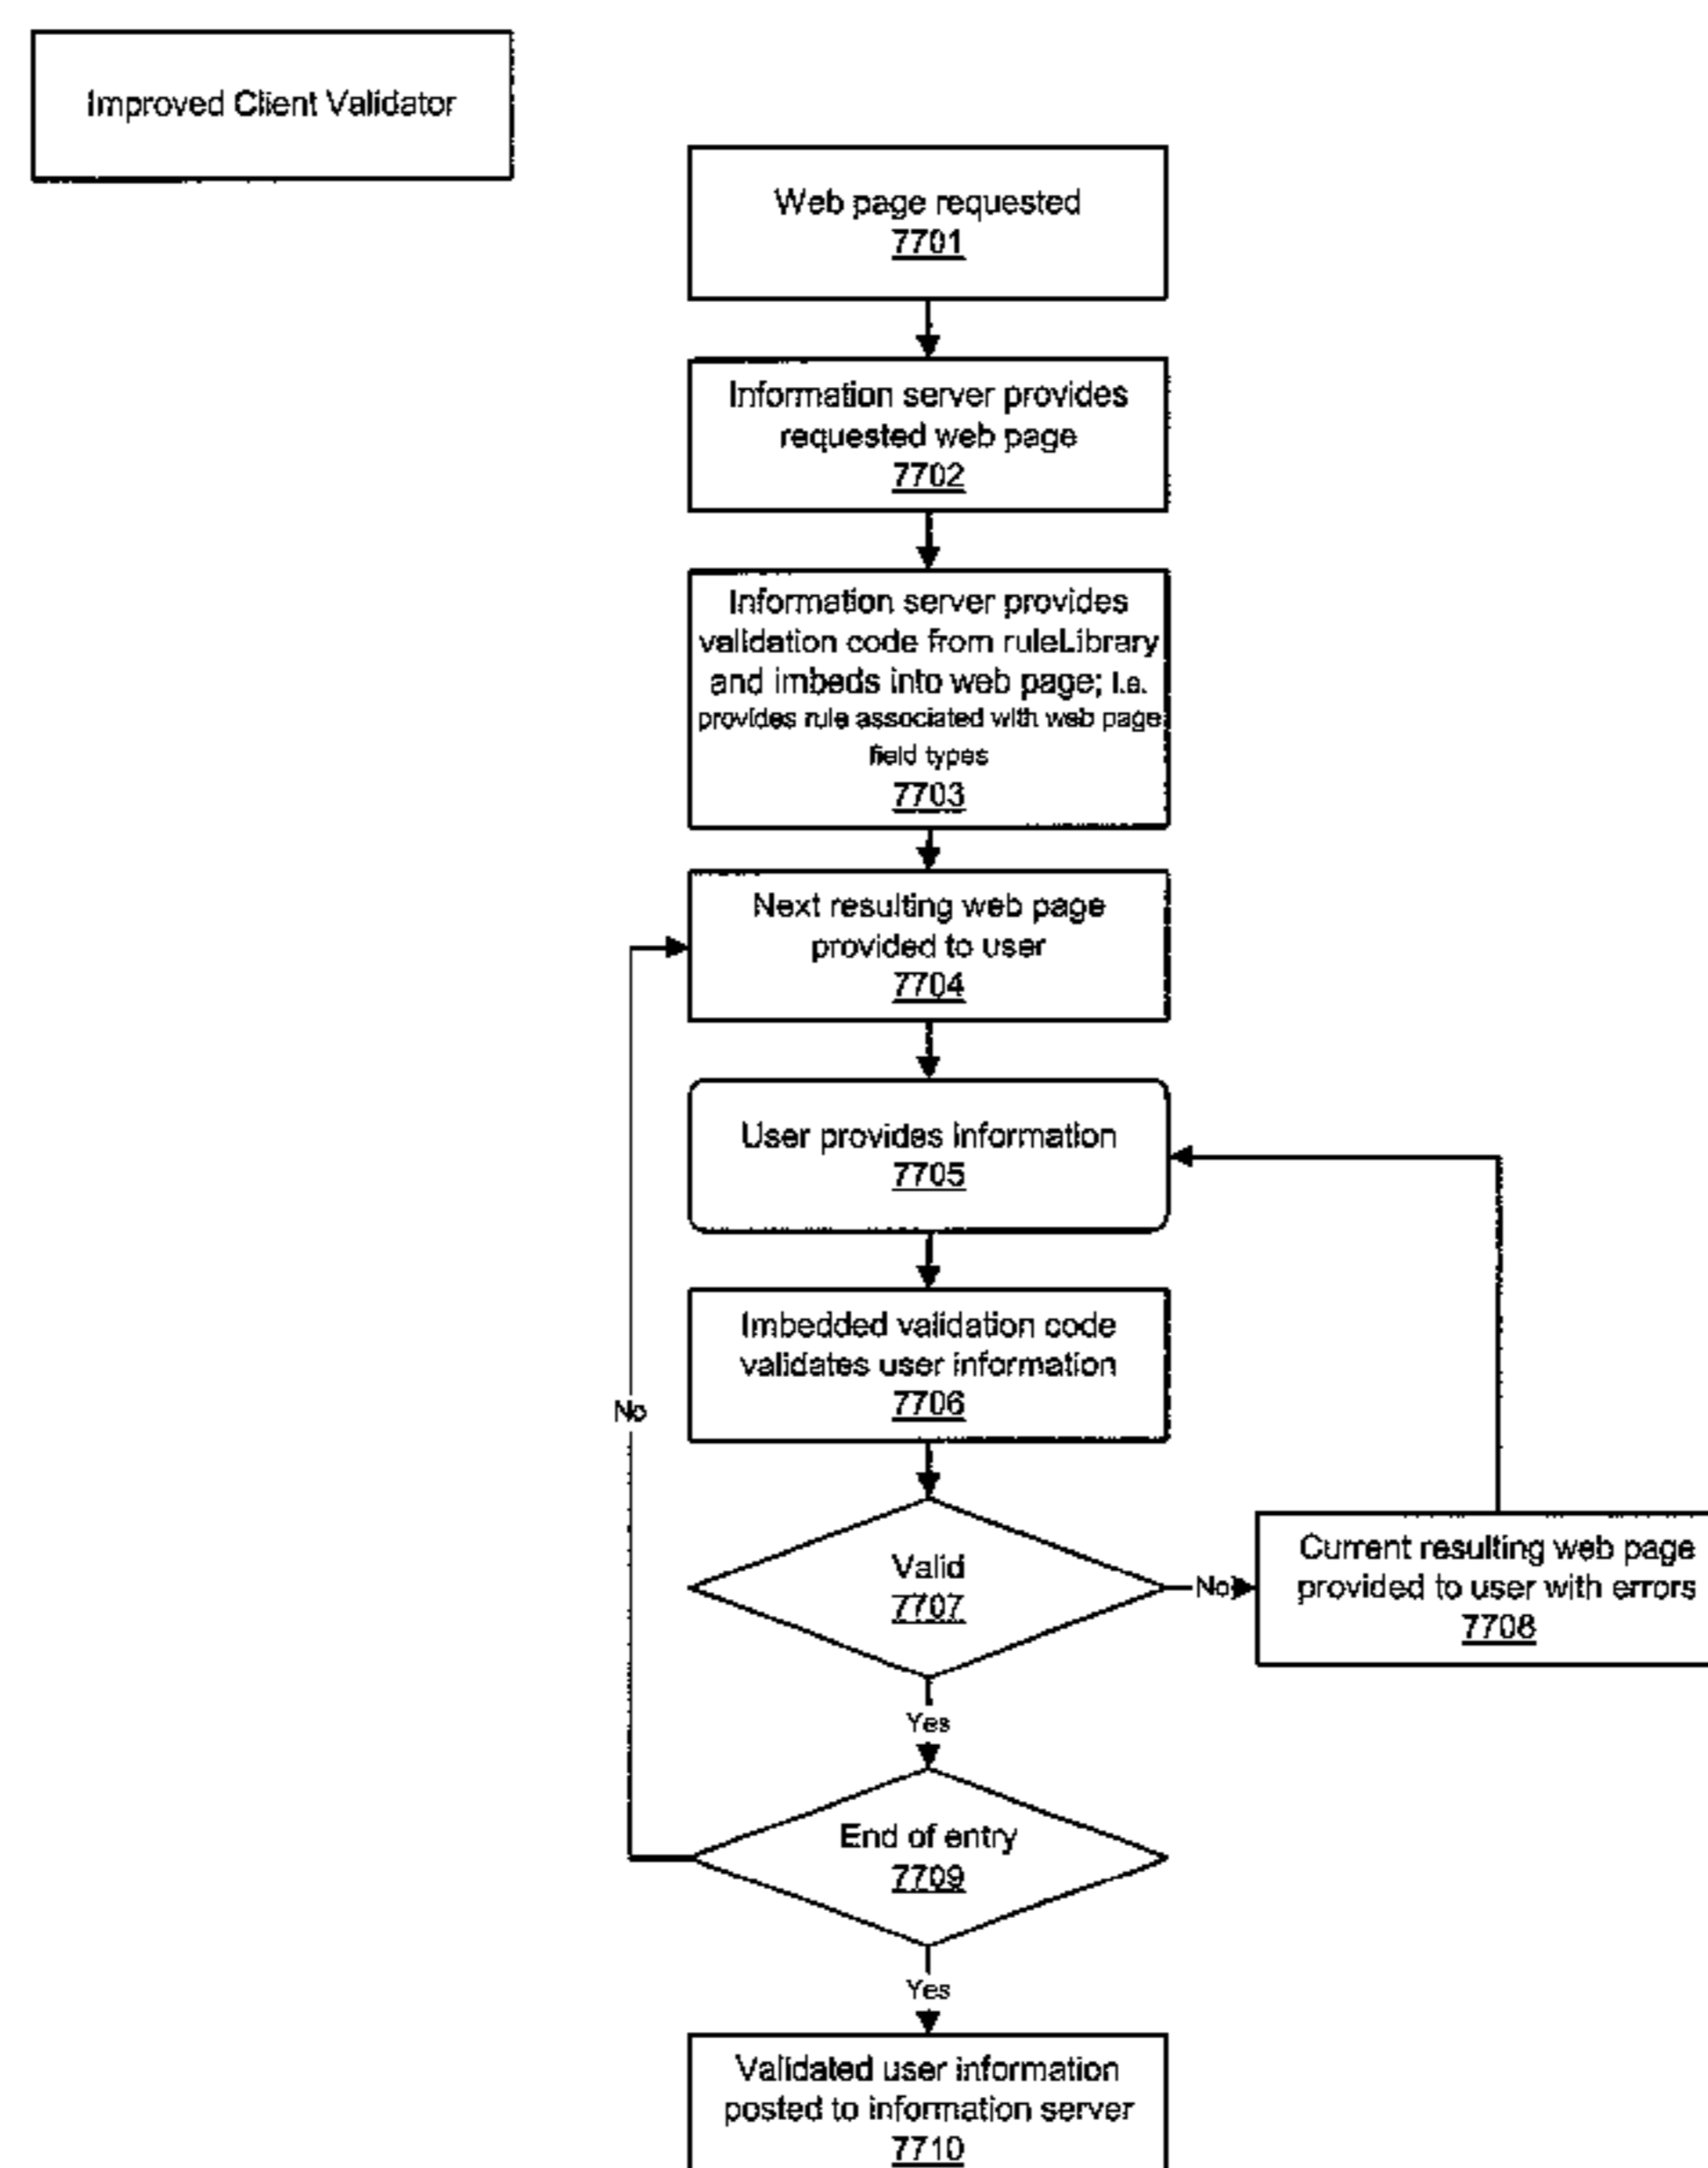 Improved Client Validator
Web page requested
7701
Information server provides
requested web page
7702
Information server provides
validation code from ruleLibrary
and imbeds into web page; i.e.
provides rule associated with web page
field types
7703
Next resulting web page
provided to user
7704
User provides information
7705
Imbedded validation code
validates user information
7706
No
Valid
7707
No
Current resulting web page
provided to user with errors
7708
Yes
End of entry
7709
Yes
Validated user information
posted to information server
7710